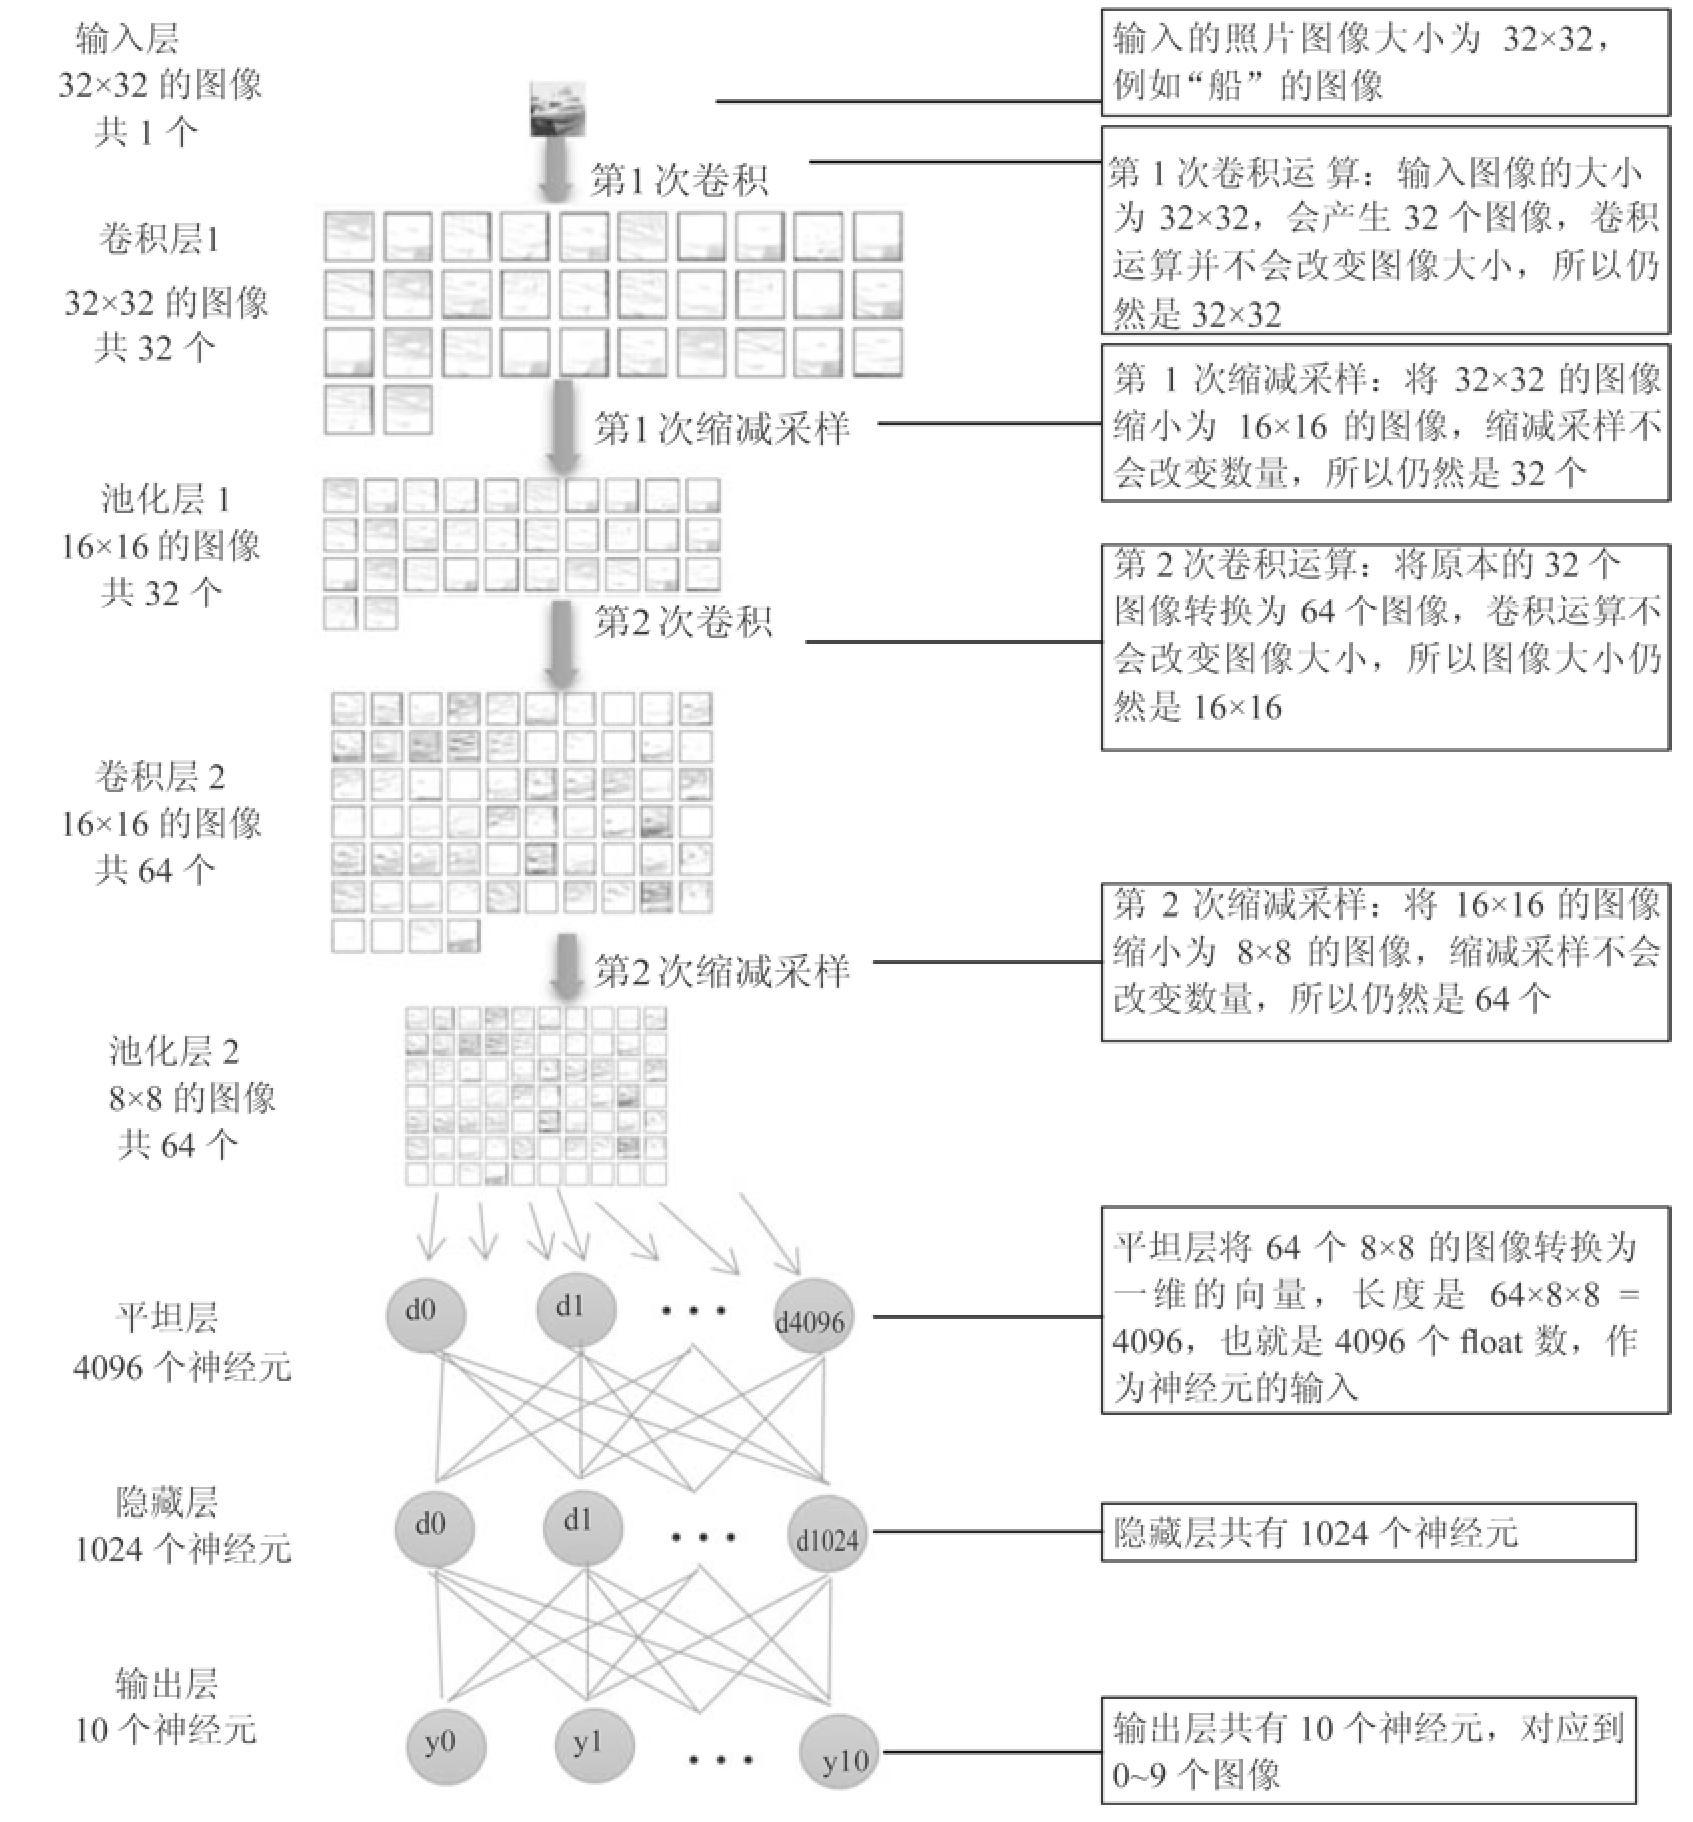 输入层
32×32 的图像
共 1 个
输入的照片图像大小为 32×32，
例如“船” 的图像
第1 次卷积
第 1 次卷积运 算：输入图像的大小
为 32×32，会产生 32 个图像，卷积
运算并不会改变图像大小，所以仍
然是 32×32
卷积层1
32×32 的图像
共 32 个
第1 次缩减采样
第 1 次缩减采样：将 32×32 的图像
缩小为 16×16 的图像，缩减采样不
会改变数量，所以仍然是 32 个
池化层 1
16×16 的图像
共 32 个
第2 次卷积
第 2 次卷积运算：将原本的 32 个
图像转换为 64 个图像，卷积运算不
会改变图像大小，所以图像大小仍
然是 16×16
卷积层 2
16×16 的图像
共 64 个
第2 次缩减采样
第 2 次缩减采样：将 16×16 的图像
缩小为 8×8 的图像，缩减采样不会
改变数量，所以仍然是 64 个
池化层 2
8×8 的图像
共 64 个
平坦层
4096 个神经元
d0 d1 ··· d4096
平坦层将 64 个 8×8 的图像转换为
一维的向量，长度是 64×8×8 =
4096，也就是 4096 个 float 数，作
为神经元的输入
隐藏层
1024 个神经元
d0 d1 ··· d1024
隐藏层共有 1024 个神经元
输出层
10 个神经元
y0 y1 ··· y10
输出层共有 10 个神经元，对应到
0~9 个图像